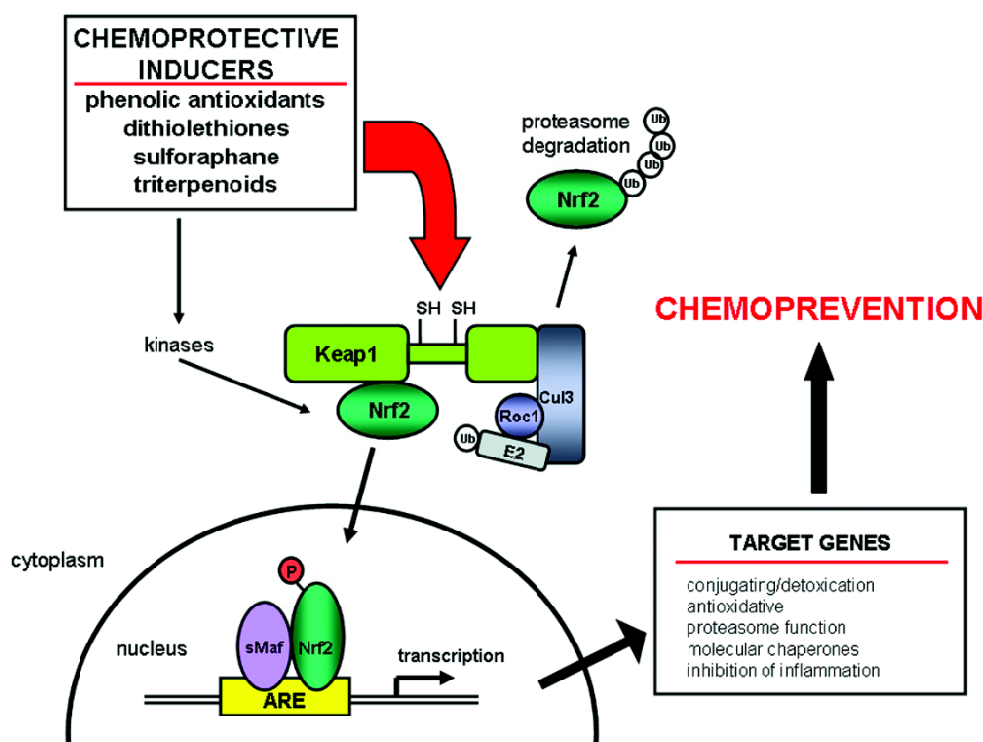 CHEMOPROTECTIVE
INDUCERS
phenolic antioxidants
dithiolethiones
sulforaphane
triterpenoids
proteasome
degradation
Ub
Ub
Ub
Ub
Nrf2
CHEMOPREVENTION
SH SH
kinases
Keap1
Nrf2
Cul3
Roc1
Ub
E2
cytoplasm
nucleus
P
sMaf
Nrf2
ARE
transcription
TARGET GENES
conjugating/detoxication
antioxidative
proteasome function
molecular chaperones
inhibition of inflammation